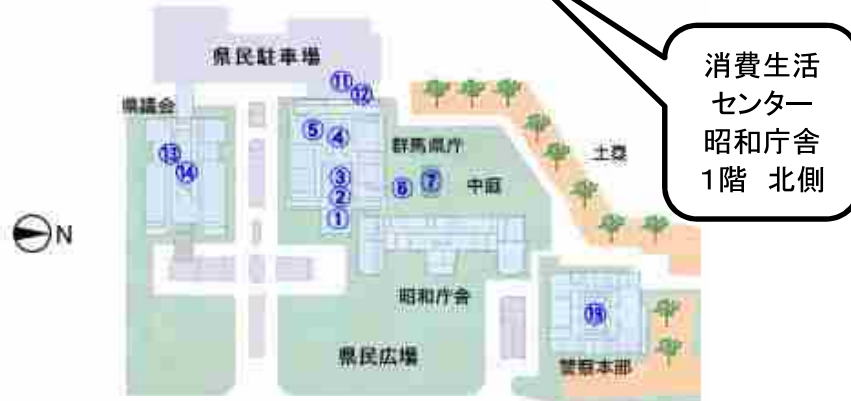 県民駐車場
県議会
⑪
⑫
⑤ ④
⑬
⑭
③
②
①
⑥ ⑦
群馬県庁
中庭
土塁
N
昭和庁舎
県民広場
⑲
警察本部
消費生活
センター
昭和庁舎
1階 北側